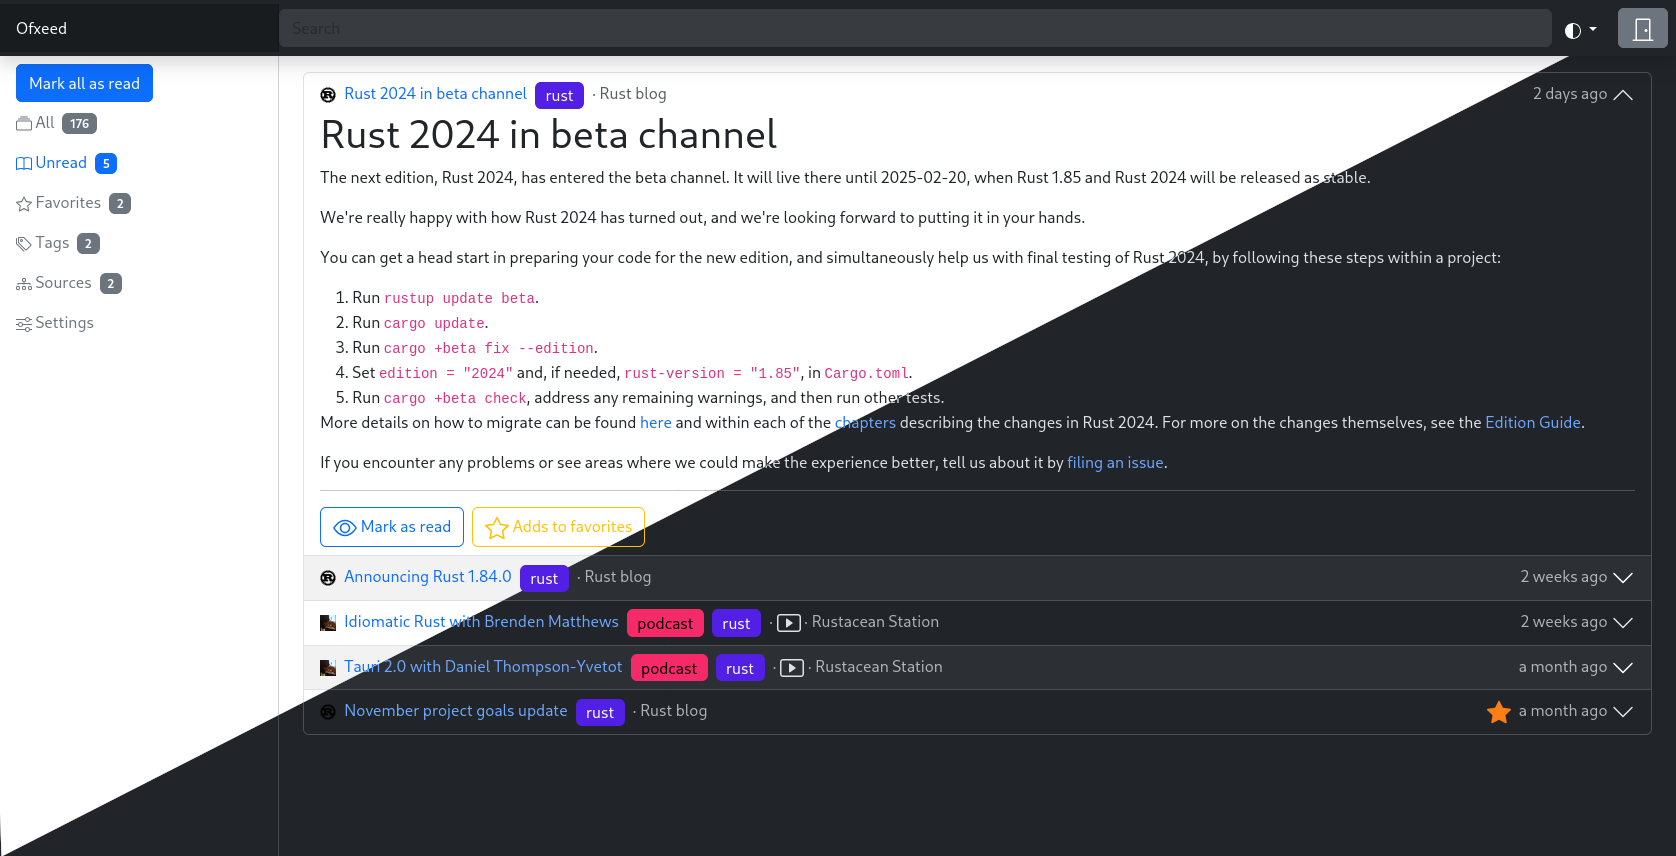 Ofxeed
Search
Mark all as read
All 176
Unread 5
Favorites 2
Tags 2
Sources 2
Settings
Rust 2024 in beta channel rust · Rust blog 2 days ago
Rust 2024 in beta channel
The next edition, Rust 2024, has entered the beta channel. It will live there until 2025-02-20, when Rust 1.85 and Rust 2024 will be released as stable.
We're really happy with how Rust 2024 has turned out, and we're looking forward to putting it in your hands.
You can get a head start in preparing your code for the new edition, and simultaneously help us with final testing of Rust 2024, by following these steps within a project:
1. Run rustup update beta.
2. Run cargo update.
3. Run cargo +beta fix --edition.
4. Set edition = "2024" and, if needed, rust-version = "1.85", in Cargo.toml.
5. Run cargo +beta check, address any remaining warnings, and then run other tests.
More details on how to migrate can be found here and within each of the chapters describing the changes in Rust 2024. For more on the changes themselves, see the Edition Guide.
If you encounter any problems or see areas where we could make the experience better, tell us about it by filing an issue.
Mark as read Adds to favorites
Announcing Rust 1.84.0 rust · Rust blog 2 weeks ago
Idiomatic Rust with Brenden Matthews podcast rust · · Rustacean Station 2 weeks ago
Tauri 2.0 with Daniel Thompson-Yvetot podcast rust · · Rustacean Station a month ago
November project goals update rust · Rust blog a month ago